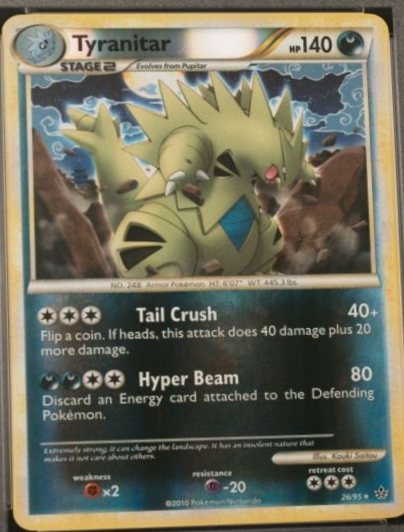 Tyranitar
HP 140
STAGE 2 Evolves from Pupitar
NO. 248 Armor Pokémon HT: 6'07" WT: 445.3 lbs.
Tail Crush 40+
Flip a coin. If heads, this attack does 40 damage plus 20
more damage.
Hyper Beam 80
Discard an Energy card attached to the Defending
Pokémon.
Extremely strong, it can change the landscape. It has an insolent nature that
makes it not care about others.
Illus. Kouki Saitou
weakness resistance retreat cost
×2 -20
26/95 ★
©2010 Pokémon/Nintendo